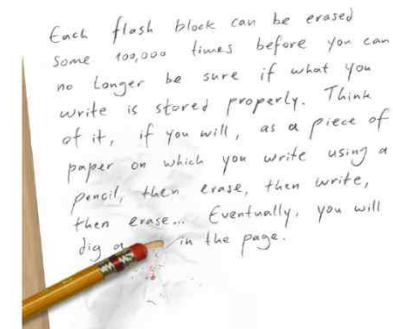 Each flash block can be erased
some 100,000 times before you can
no longer be sure if what you
write is stored properly. Think
of it, if you will, as a piece of
paper on which you write using a
pencil, then erase, then write,
then erase... Eventually, you will
dig a in the page.